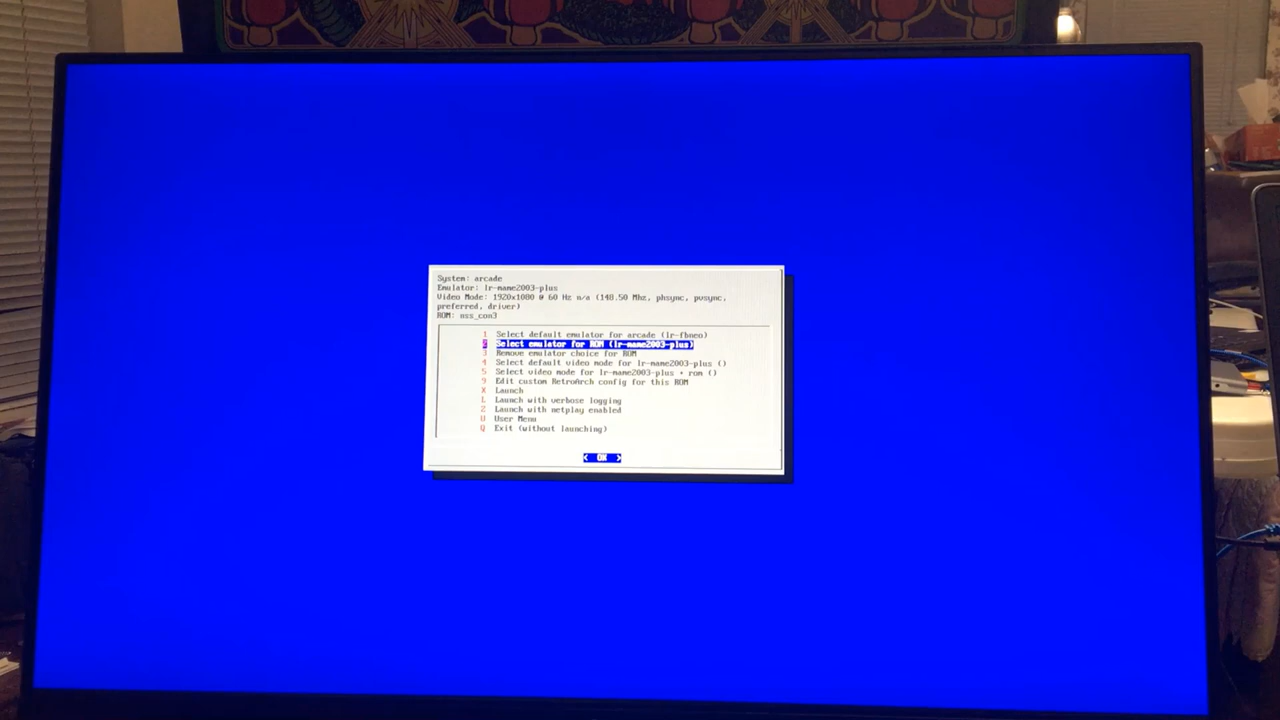 System: arcade
Emulator: lr-mame2003-plus
Video Mode: 1920x1080 @ 60 Hz n/a (148.50 Mhz, phsync, pvsync,
preferred, driver)
ROM: nss_con3
1 Select default emulator for arcade (lr-fbneo)
2 Select emulator for ROM (lr-mame2003-plus)
3 Remove emulator choice for ROM
4 Select default video mode for lr-mame2003-plus ()
5 Select video mode for lr-mame2003-plus + rom ()
9 Edit custom RetroArch config for this ROM
X Launch
L Launch with verbose logging
Z Launch with netplay enabled
U User Menu
Q Exit (without launching)
< OK >